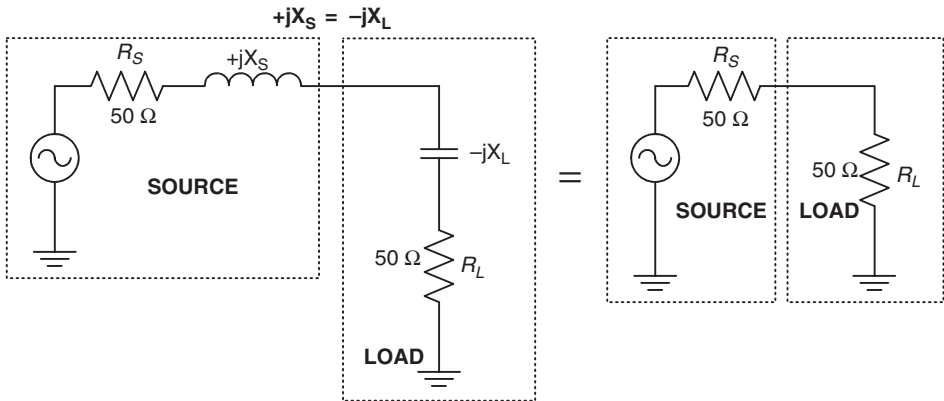 +jX_S = −jX_L
R_S
+jX_S
50 Ω
SOURCE
−jX_L
50 Ω
R_L
LOAD
=
R_S
50 Ω
50 Ω
R_L
SOURCE
LOAD